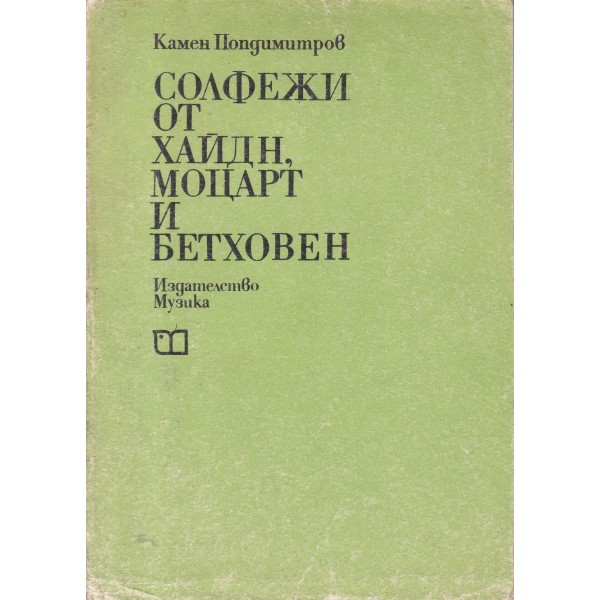 Камен Попдимитров
СОЛФЕЖИ
ОТ
ХАЙДН,
МОЦАРТ
И
БЕТХОВЕН
Издателство
Музика